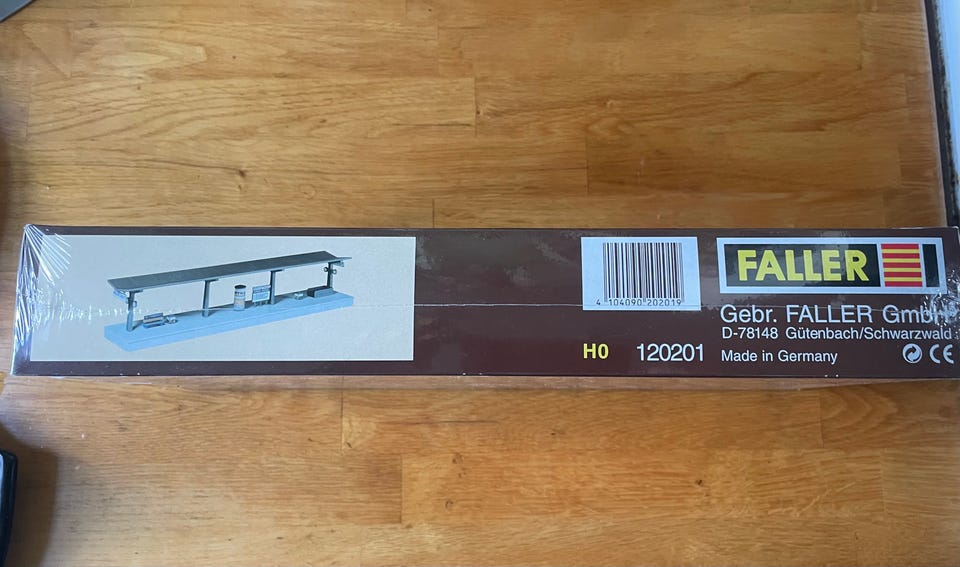 4 104090 202019
FALLER
Gebr. FALLER GmbH
D-78148 Gütenbach/Schwarzwald
H0 120201
Made in Germany
CE